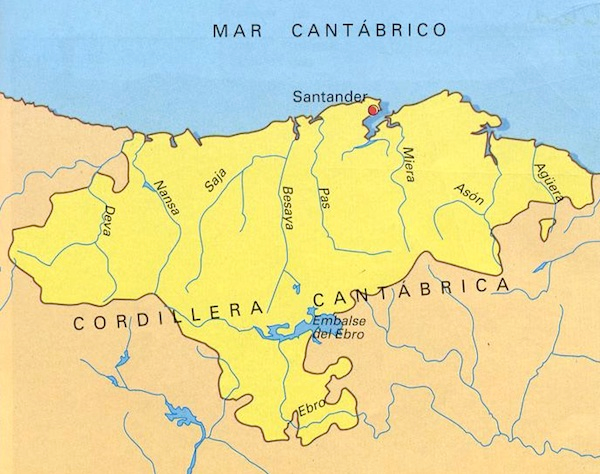 MAR CANTÁBRICO
Santander
Deva
Nansa
Saja
Besaya
Pas
Miera
Asón
Agüera
CORDILLERA CANTÁBRICA
Embalse
del Ebro
Ebro